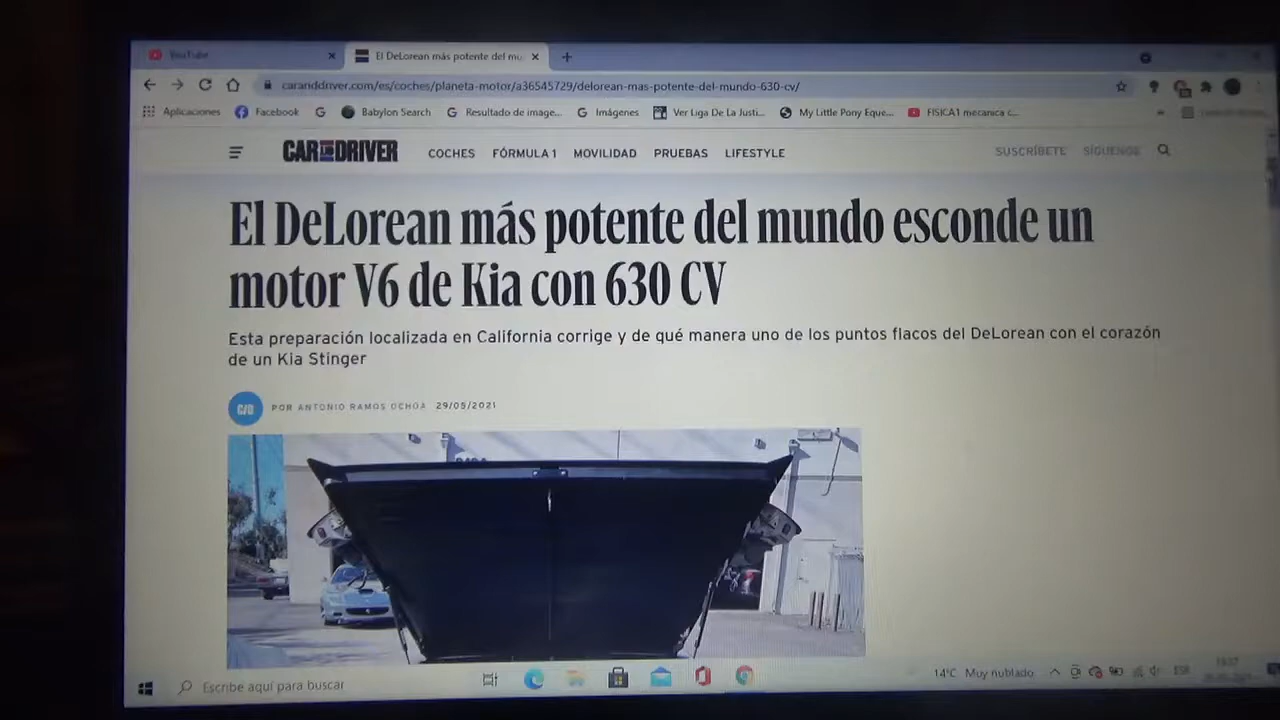 YouTube
El DeLorean más potente del mu
caranddriver.com/es/coches/planeta-motor/a36545729/delorean-mas-potente-del-mundo-630-cv/
Aplicaciones
Facebook
Babylon Search
Resultado de image...
Imágenes
Ver Liga De La Justi...
My Little Pony Eque...
FISICA1 mecanica c...
CAR AND DRIVER
COCHES
FÓRMULA 1
MOVILIDAD
PRUEBAS
LIFESTYLE
SUSCRÍBETE
SÍGUENOS
El DeLorean más potente del mundo esconde un
motor V6 de Kia con 630 CV
Esta preparación localizada en California corrige y de qué manera uno de los puntos flacos del DeLorean con el corazón
de un Kia Stinger
C/D
POR ANTONIO RAMOS OCHOA 29/05/2021
Escribe aquí para buscar
14°C Muy nublado
ESP